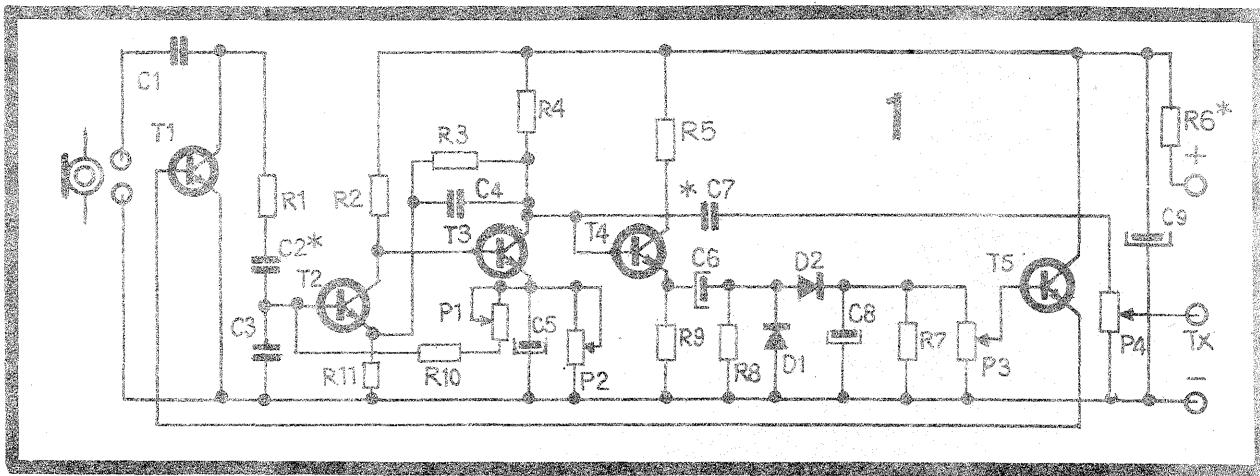 C1
T1
R1
C2*
C3
T2
R2
R3
C4
T3
R4
P1
R10
R11
C5
P2
R5
T4
* C7
C6
R9
R8
D1
D2
C8
R7
P3
T5
1
R6*
+
C9
P4
TX
-